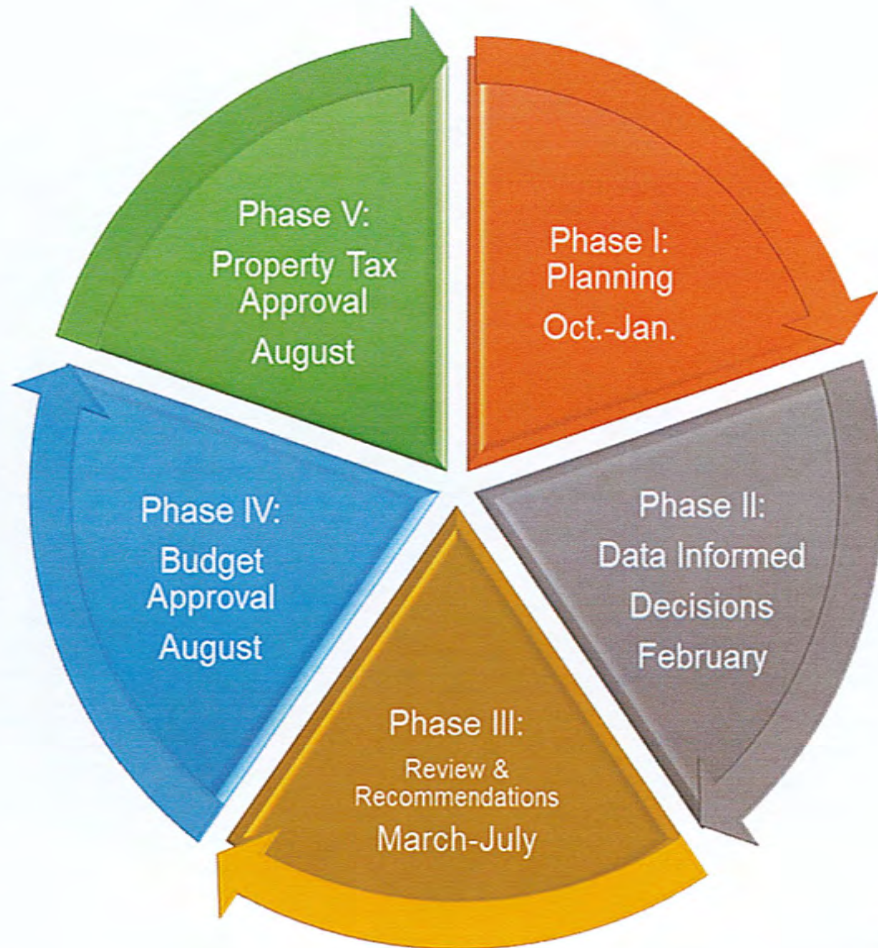 Phase I:
Planning
Oct.-Jan.
Phase II:
Data Informed
Decisions
February
Phase III:
Review &
Recommendations
March-July
Phase IV:
Budget
Approval
August
Phase V:
Property Tax
Approval
August